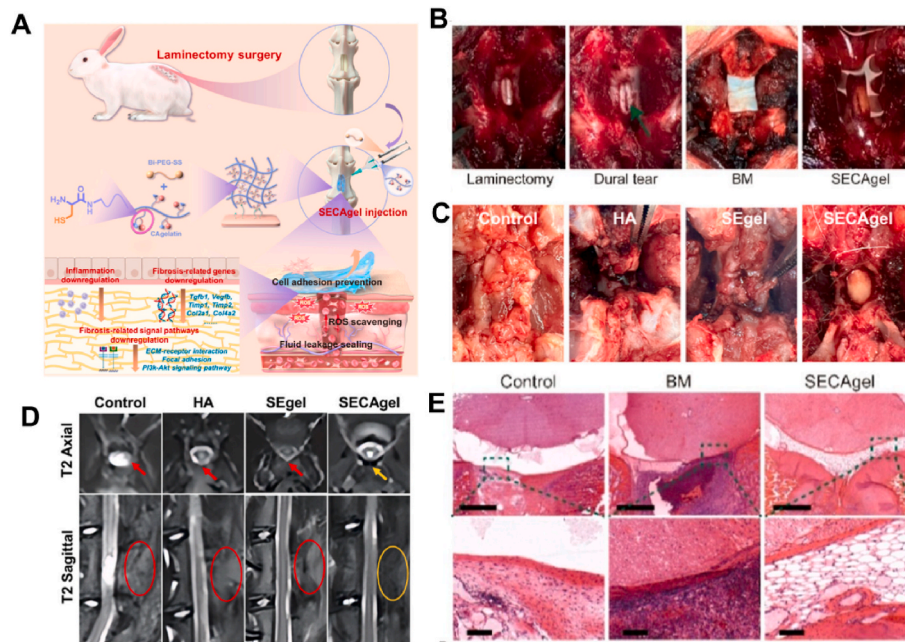 A
Laminectomy surgery
Bi-PEG-SS
+
CAgelatin
H₂N
O
N
H
HS
SECAgel injection
Inflammation
downregulation
Fibrosis-related genes
downregulation
Tgfb1, Vegfb,
Timp1, Timp2,
Col2a1, Col4a2
Fibrosis-related signal pathways
downregulation
ECM-receptor interaction
Focal adhesion
PI3k-Akt signaling pathway
Cell adhesion prevention
ROS scavenging
Fluid leakage sealing
B
Laminectomy
Dural tear
BM
SECAgel
C
Control
HA
SEgel
SECAgel
D
Control
HA
SEgel
SECAgel
T2 Axial
T2 Sagittal
E
Control
BM
SECAgel